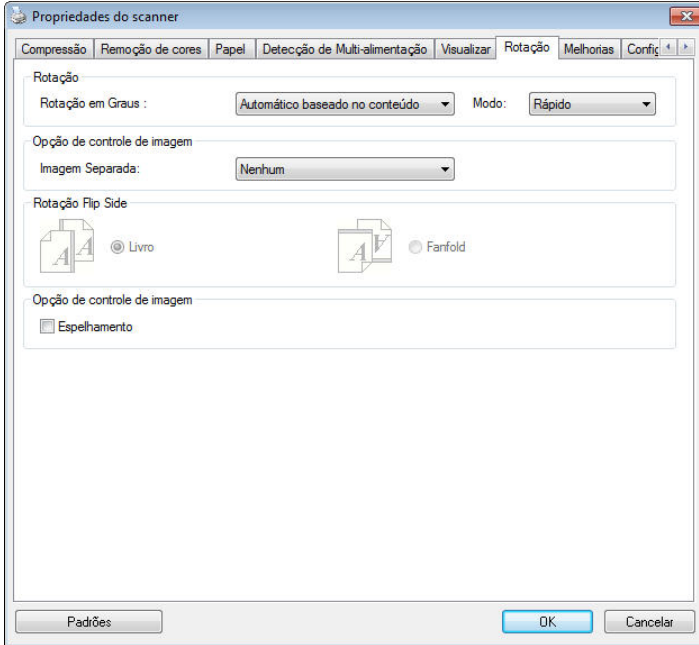 Propriedades do scanner
Compressão Remoção de cores Papel Detecção de Multi-alimentação Visualizar Rotação Melhorias Config
Rotação
Rotação em Graus : Automático baseado no conteúdo Modo: Rápido
Opção de controle de imagem
Imagem Separada: Nenhum
Rotação Flip Side
A A Livro A A Fanfold
Opção de controle de imagem
Espelhamento
Padrões OK Cancelar